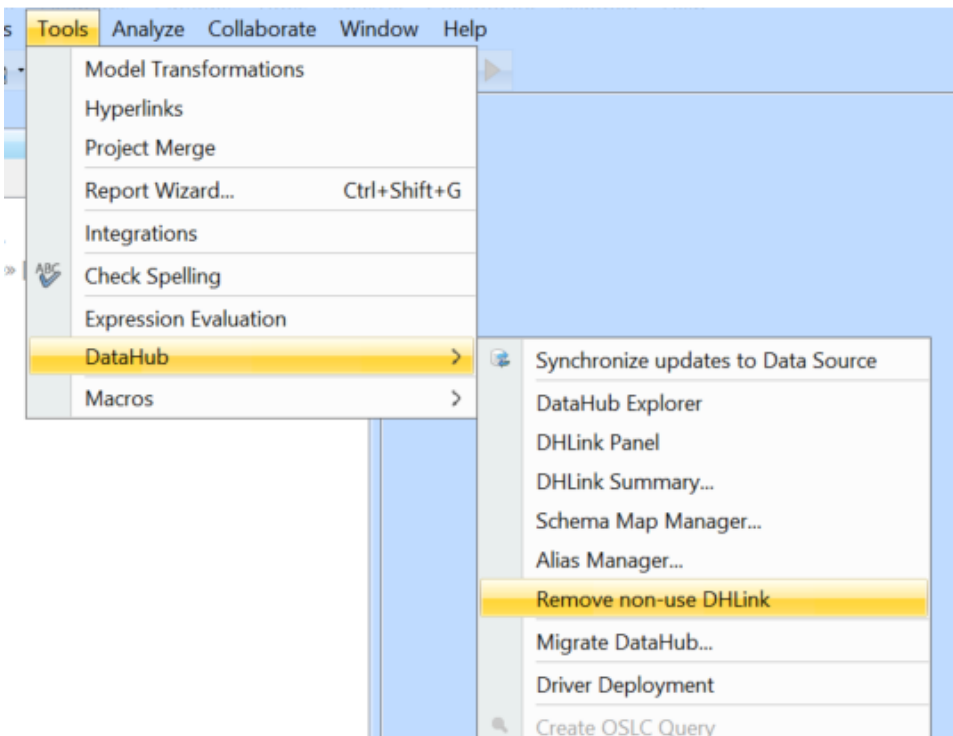 s Tools Analyze Collaborate Window Help
Model Transformations
Hyperlinks
Project Merge
Report Wizard... Ctrl+Shift+G
Integrations
ABC Check Spelling
Expression Evaluation
DataHub
Macros
Synchronize updates to Data Source
DataHub Explorer
DHLink Panel
DHLink Summary...
Schema Map Manager...
Alias Manager...
Remove non-use DHLink
Migrate DataHub...
Driver Deployment
Create OSLC Query